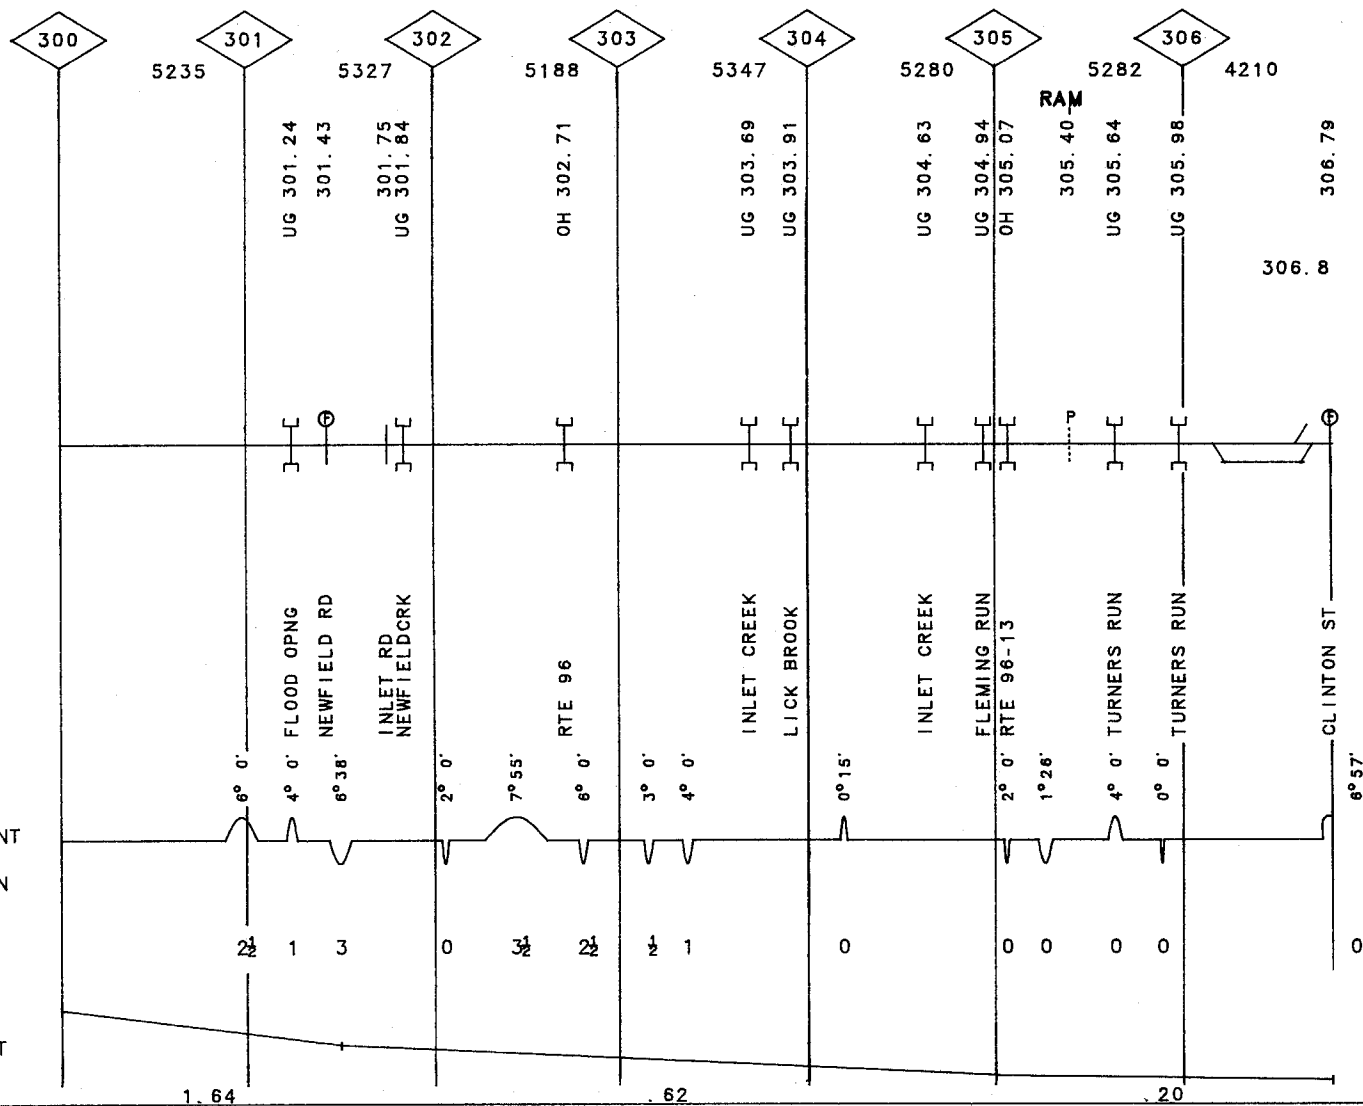 300 301 302 303 304 305 306
5235 5327 5188 5347 5280 5282 4210
RAM
UG 301.24
301.43
301.75
UG 301.84
OH 302.71
UG 303.69
UG 303.91
UG 304.63
UG 304.94
OH 305.07
305.40
UG 305.64
UG 305.98
306.79
306.8
F P F
FLOOD OPNG
NEWFIELD RD
INLET RD
NEWFIELDCRK
RTE 96
INLET CREEK
LICK BROOK
INLET CREEK
FLEMING RUN
RTE 96-13
TURNERS RUN
TURNERS RUN
CLINTON ST
6° 0' 4° 0' 6°38' 2° 0' 7°55' 6° 0' 3° 0' 4° 0' 0°15' 2° 0' 1°26' 4° 0' 0° 0' 6°57'
NT
N
2½ 1 3 0 3½ 2½ ½ 1 0 0 0 0 0 0
T
1.64 .62 .20